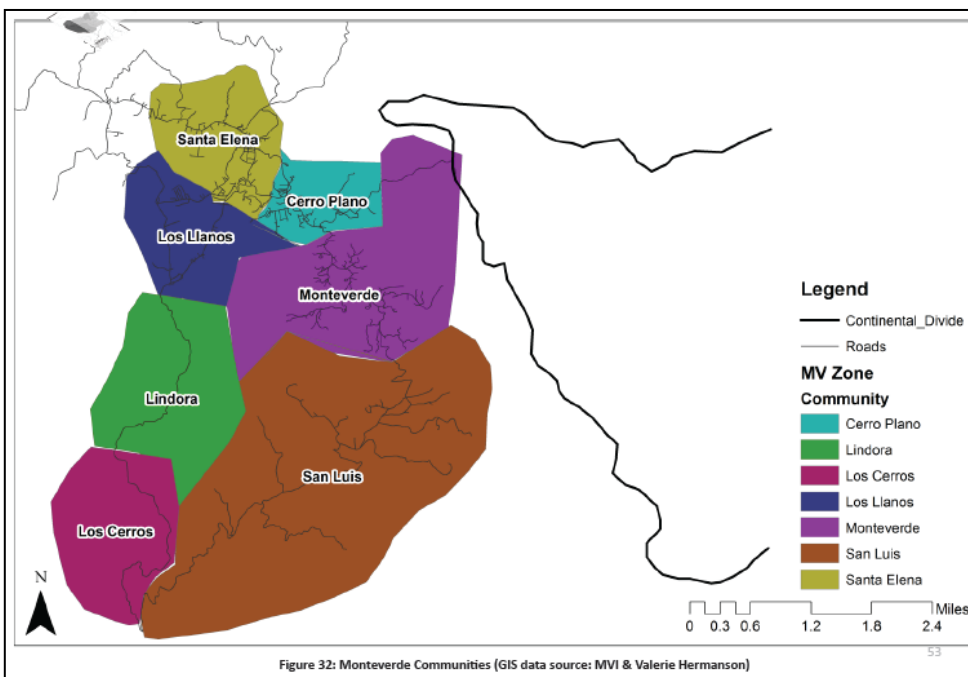 Santa Elena
Cerro Plano
Los Llanos
Monteverde
Lindora
San Luis
Los Cerros
N
Legend
Continental_Divide
Roads
MV Zone
Community
Cerro Plano
Lindora
Los Cerros
Los Llanos
Monteverde
San Luis
Santa Elena
Miles
0 0.3 0.6 1.2 1.8 2.4
53
Figure 32: Monteverde Communities (GIS data source: MVI & Valerie Hermanson)